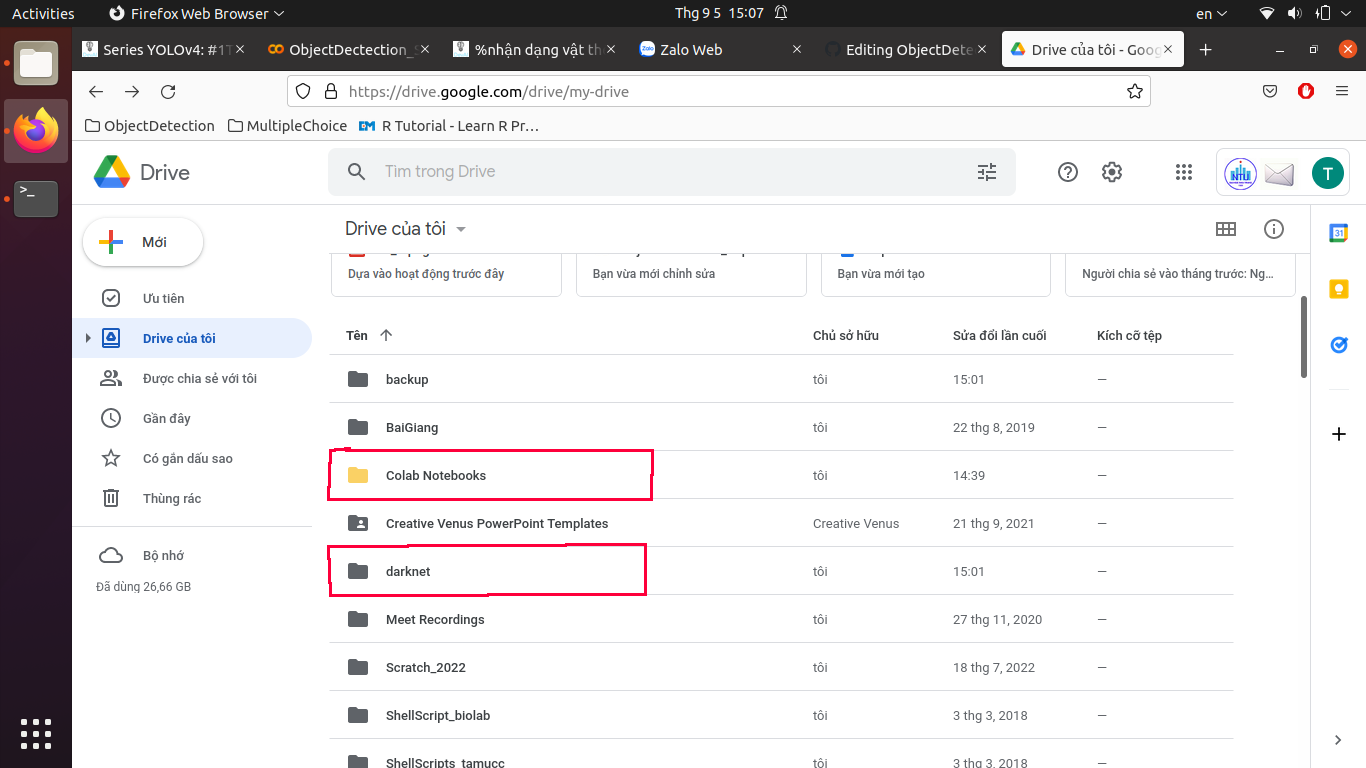 Activities
Firefox Web Browser
Thg 9 5 15:07
en
Series YOLOv4: #1
ObjectDectection_
%nhận dạng vật th
Zalo Web
Editing ObjectDete
Drive của tôi - Goog
https://drive.google.com/drive/my-drive
ObjectDetection
MultipleChoice
R Tutorial - Learn R Pr…
Drive
Tìm trong Drive
NTU
T
Mới
Drive của tôi
31
Dựa vào hoạt động trước đây
Bạn vừa mới chỉnh sửa
Bạn vừa mới tạo
Người chia sẻ vào tháng trước: Ng...
Ưu tiên
Drive của tôi
Được chia sẻ với tôi
Gần đây
Có gắn dấu sao
Thùng rác
Bộ nhớ
Đã dùng 26,66 GB
Tên Chủ sở hữu Sửa đổi lần cuối Kích cỡ tệp
backup tôi 15:01 —
BaiGiang tôi 22 thg 8, 2019 —
Colab Notebooks tôi 14:39 —
Creative Venus PowerPoint Templates Creative Venus 21 thg 9, 2021 —
darknet tôi 15:01 —
Meet Recordings tôi 27 thg 11, 2020 —
Scratch_2022 tôi 18 thg 7, 2022 —
ShellScript_biolab tôi 3 thg 3, 2018 —
ShellScripts_tamucc tôi 3 thg 3, 2018 —